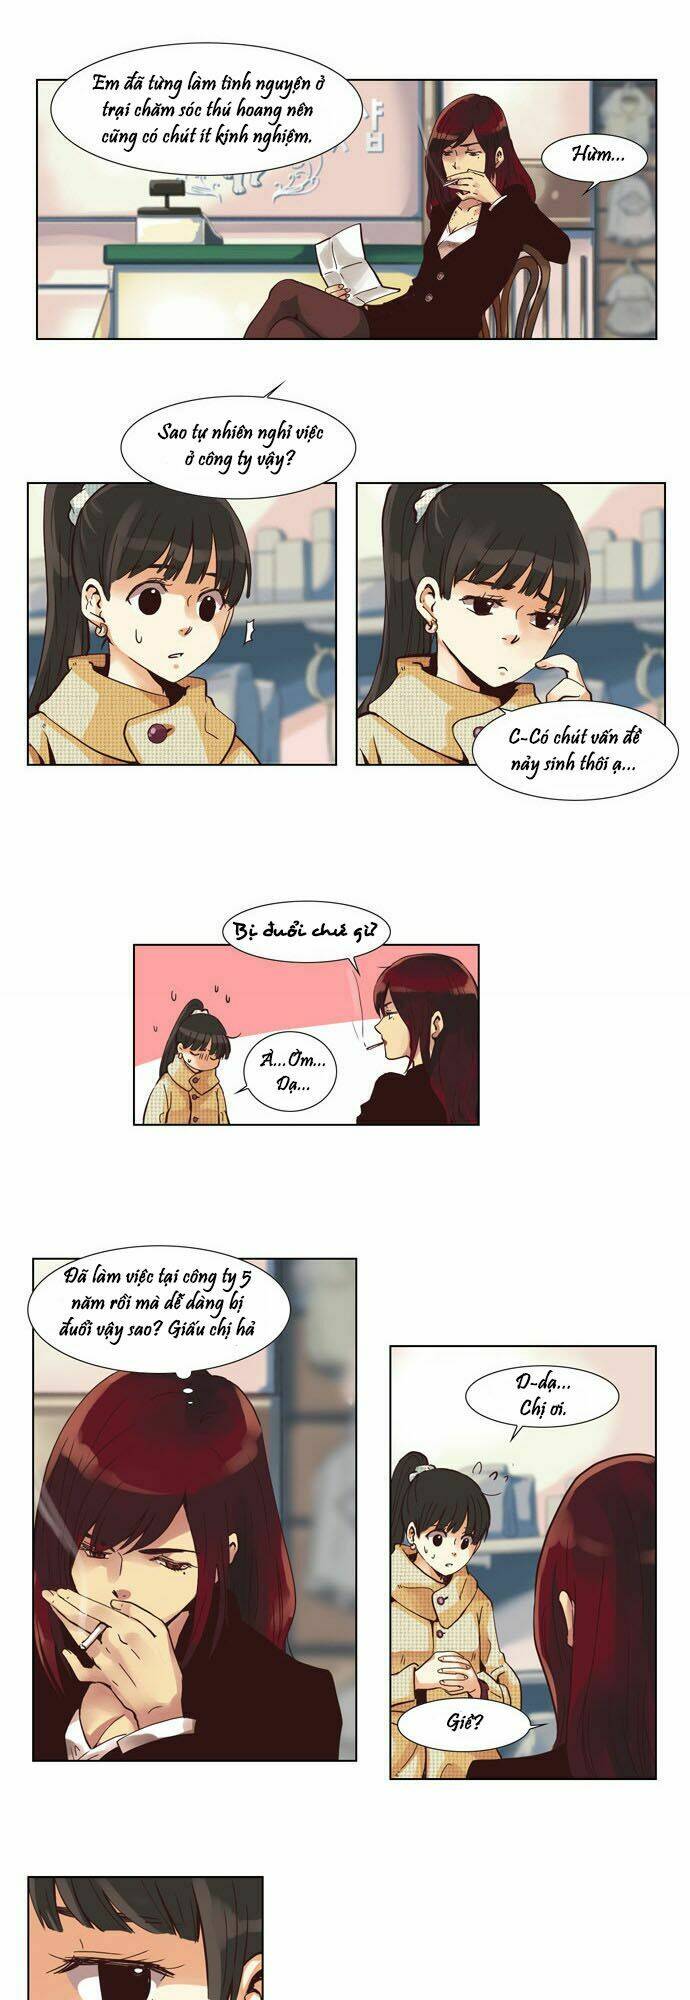 Em đã từng làm tình nguyện ở
trại chăm sóc thú hoang nên
cũng có chút ít kinh nghiệm.
Hừm...
Sao tự nhiên nghỉ việc
ở công ty vậy?
C-Có chút vấn đề
nảy sinh thôi ạ...
Bị đuổi chứ gì?
À...Ờm...
Dạ...
Đã làm việc tại công ty 5
năm rồi mà dễ dàng bị
đuổi vậy sao? Giấu chị hả
D-dạ...
Chị ơi.
Giề?